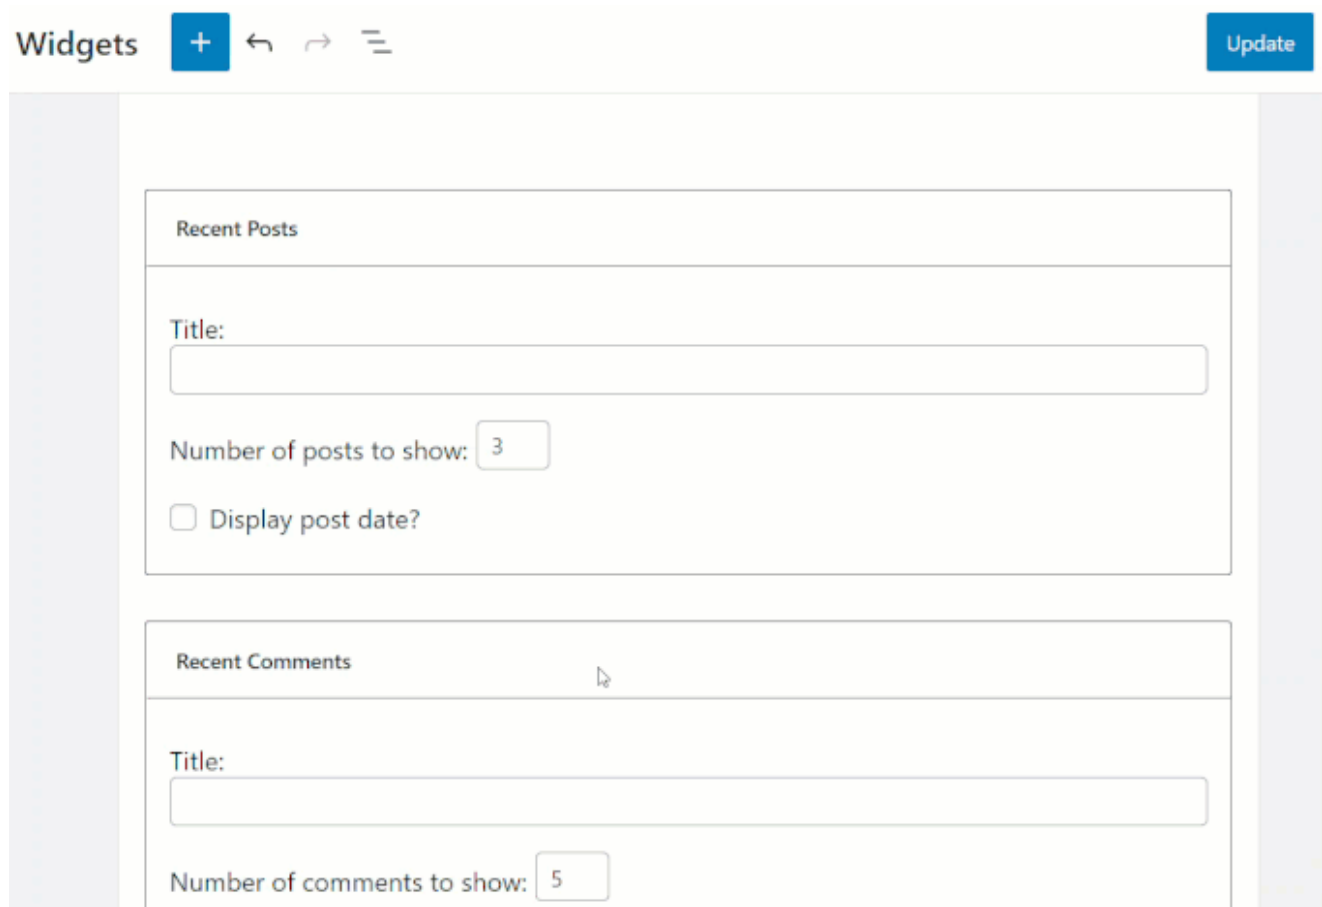 Widgets
Update
Recent Posts
Title:
Number of posts to show: 3
Display post date?
Recent Comments
Title:
Number of comments to show: 5